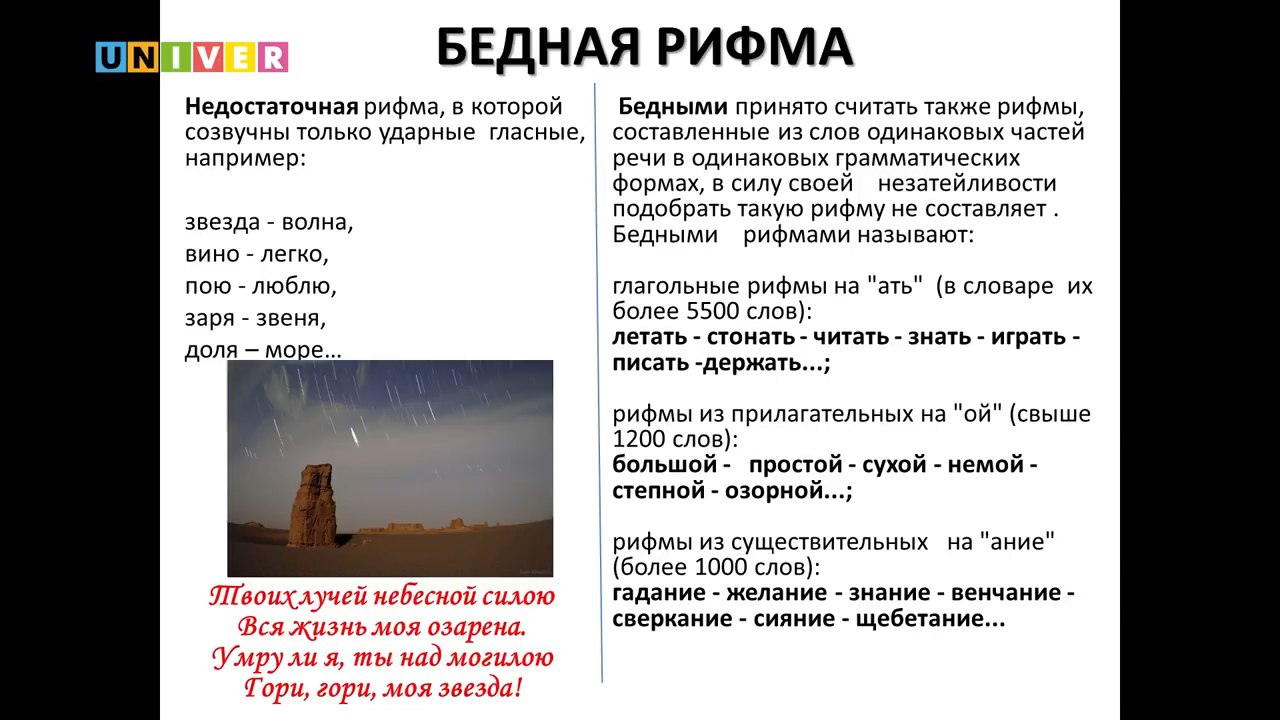 UNIVER
БЕДНАЯ РИФМА
Недостаточная рифма, в которой
созвучны только ударные гласные,
например:
звезда - волна,
вино - легко,
пою - люблю,
заря - звеня,
доля – море…
Твоих лучей небесной силою
Вся жизнь моя озарена.
Умру ли я, ты над могилою
Гори, гори, моя звезда!
Бедными принято считать также рифмы,
составленные из слов одинаковых частей
речи в одинаковых грамматических
формах, в силу своей незатейливости
подобрать такую рифму не составляет .
Бедными рифмами называют:
глагольные рифмы на "ать" (в словаре их
более 5500 слов):
летать - стонать - читать - знать - играть -
писать -держать...;
рифмы из прилагательных на "ой" (свыше
1200 слов):
большой - простой - сухой - немой -
степной - озорной...;
рифмы из существительных на "ание"
(более 1000 слов):
гадание - желание - знание - венчание -
сверкание - сияние - щебетание...